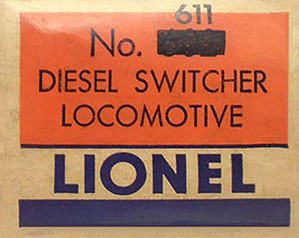 611
No.
DIESEL SWITCHER
LOCOMOTIVE
LIONEL